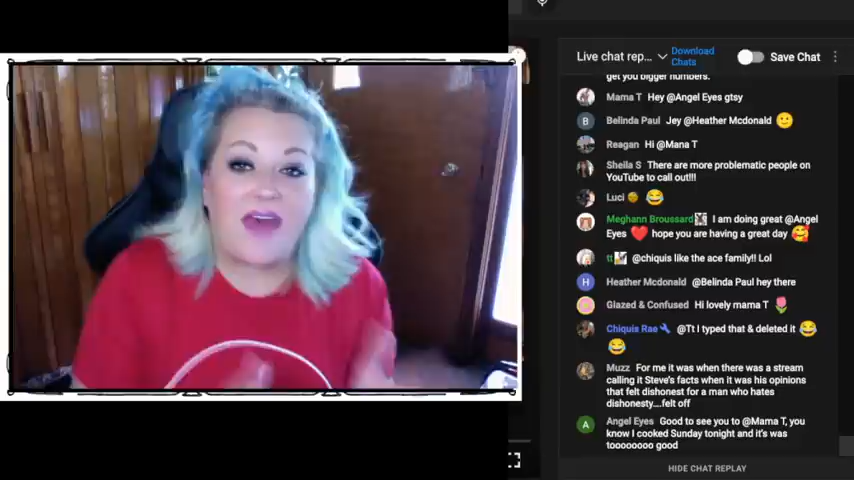 Live chat rep...
Download
Chats
Save Chat
get you bigger numbers.
Mama T Hey @Angel Eyes gtsy
B Belinda Paul Jey @Heather Mcdonald 🙂
Reagan Hi @Mana T
Sheila S There are more problematic people on
YouTube to call out!!!
Luci 😂
Meghann Broussard I am doing great @Angel
Eyes ❤️ hope you are having a great day 🥰
tt @chiquis like the ace family!! Lol
H Heather Mcdonald @Belinda Paul hey there
Glazed & Confused Hi lovely mama T 🌷
Chiquis Rae🔧 @Tt I typed that & deleted it 😂
😂
Muzz For me it was when there was a stream
calling it Steve's facts when it was his opinions
that felt dishonest for a man who hates
dishonesty....felt off
A Angel Eyes Good to see you to @Mama T, you
know I cooked Sunday tonight and it's was
tooooooo good
HIDE CHAT REPLAY